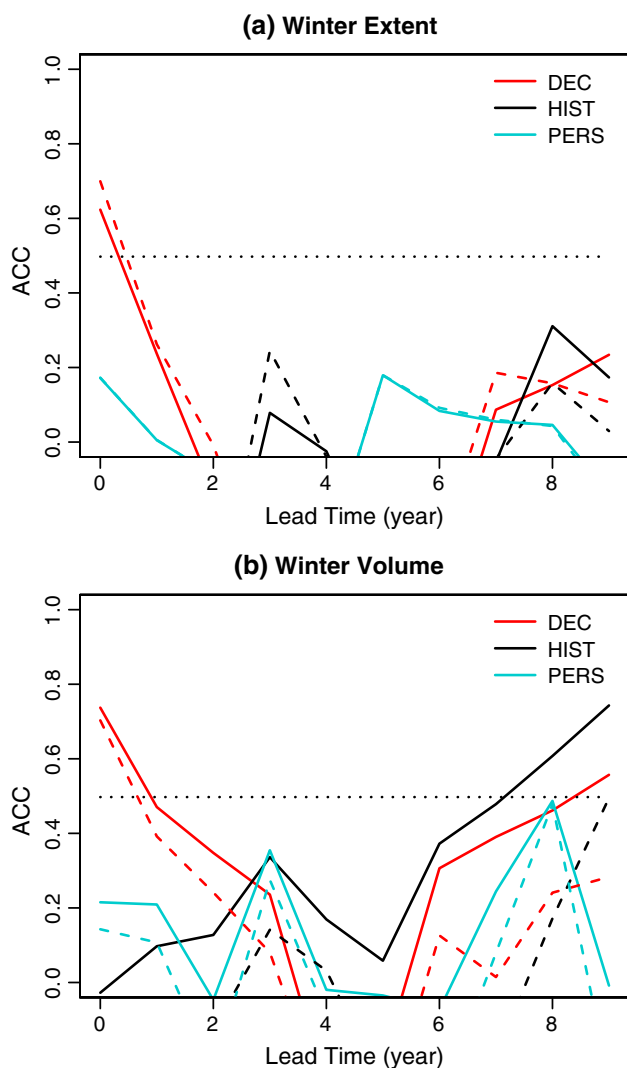 (a) Winter Extent
1.0
0.8
0.6
0.4
0.2
0.0
ACC
DEC
HIST
PERS
0 2 4 6 8
Lead Time (year)
(b) Winter Volume
1.0
0.8
0.6
0.4
0.2
0.0
ACC
DEC
HIST
PERS
0 2 4 6 8
Lead Time (year)